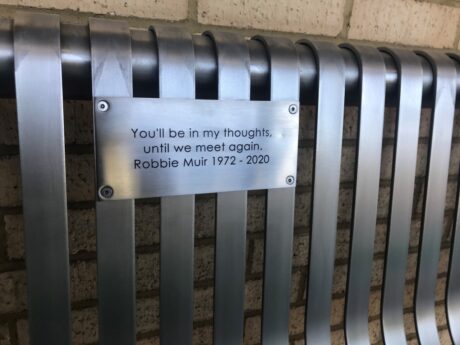 You'll be in my thoughts,
until we meet again.
Robbie Muir 1972 - 2020